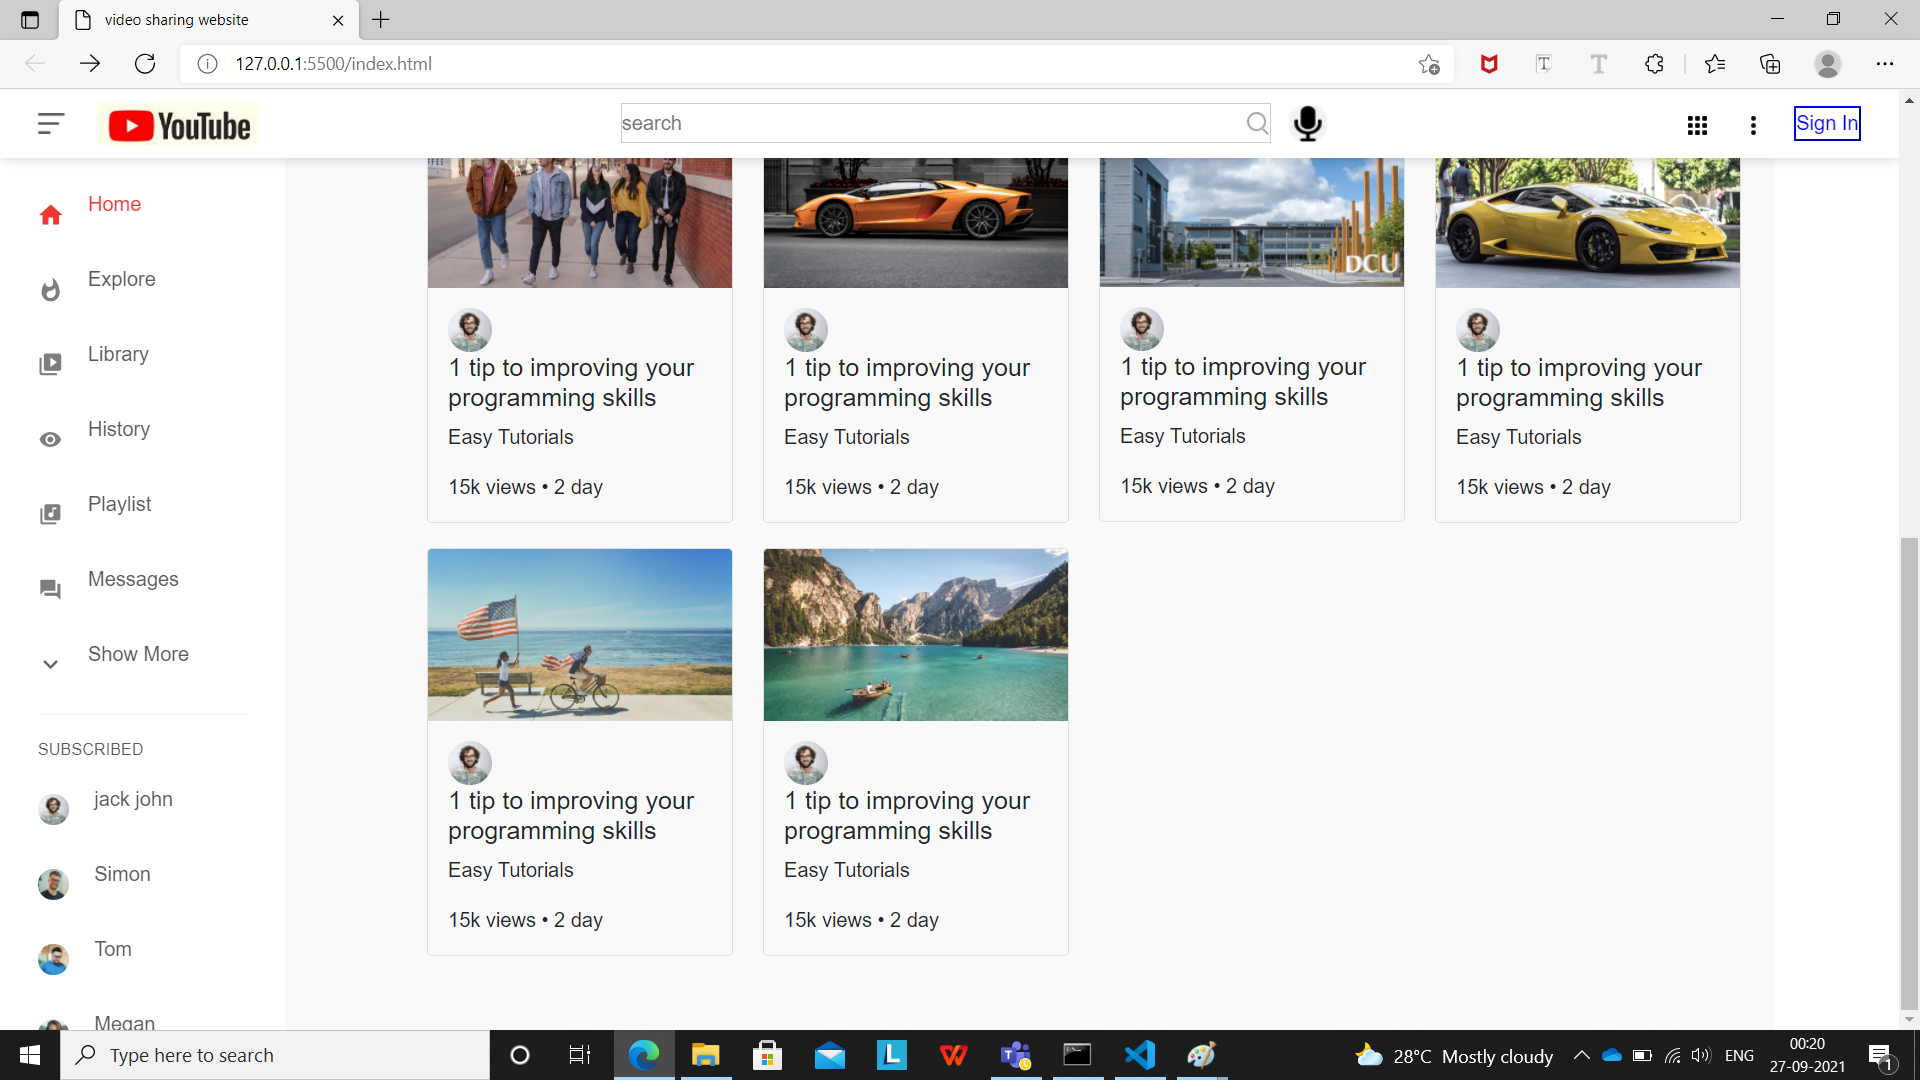 video sharing website
127.0.0.1:5500/index.html
YouTube
search
Sign In
Home
Explore
Library
History
Playlist
Messages
Show More
SUBSCRIBED
jack john
Simon
Tom
Megan
DCU
1 tip to improving your
programming skills
Easy Tutorials
15k views • 2 day
1 tip to improving your
programming skills
Easy Tutorials
15k views • 2 day
1 tip to improving your
programming skills
Easy Tutorials
15k views • 2 day
1 tip to improving your
programming skills
Easy Tutorials
15k views • 2 day
1 tip to improving your
programming skills
Easy Tutorials
15k views • 2 day
1 tip to improving your
programming skills
Easy Tutorials
15k views • 2 day
Type here to search
28°C Mostly cloudy
ENG
00:20
27-09-2021
1